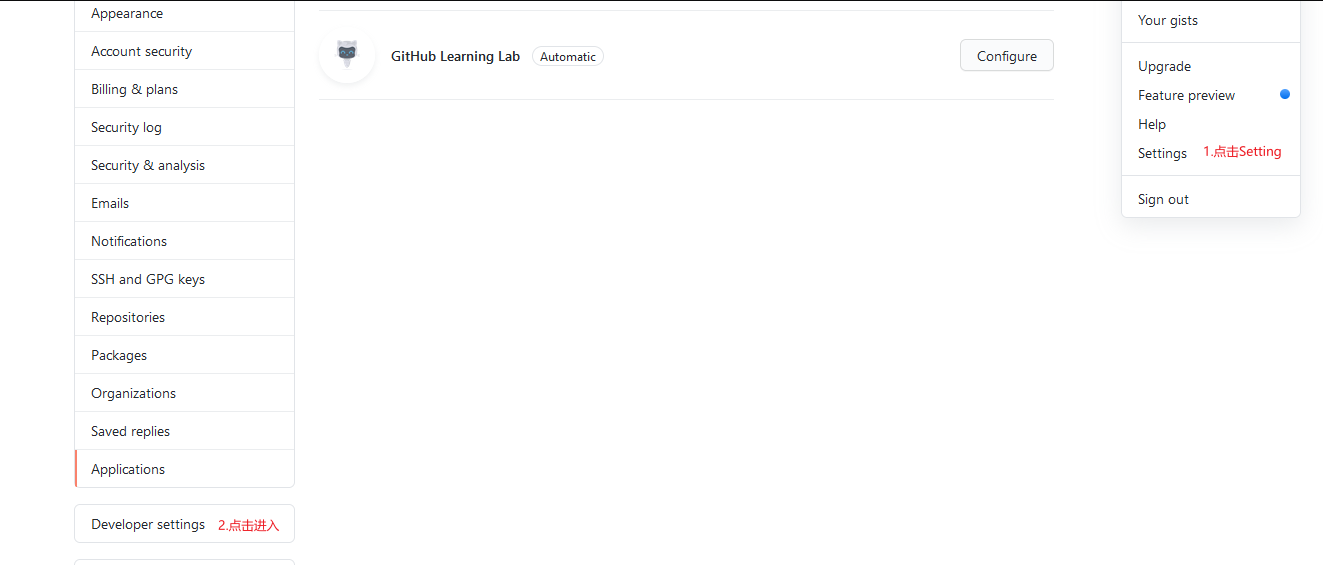 Appearance
Account security
Billing & plans
Security log
Security & analysis
Emails
Notifications
SSH and GPG keys
Repositories
Packages
Organizations
Saved replies
Applications
Developer settings 2.点击进入
GitHub Learning Lab Automatic Configure
Your gists
Upgrade
Feature preview
Help
Settings 1.点击Setting
Sign out